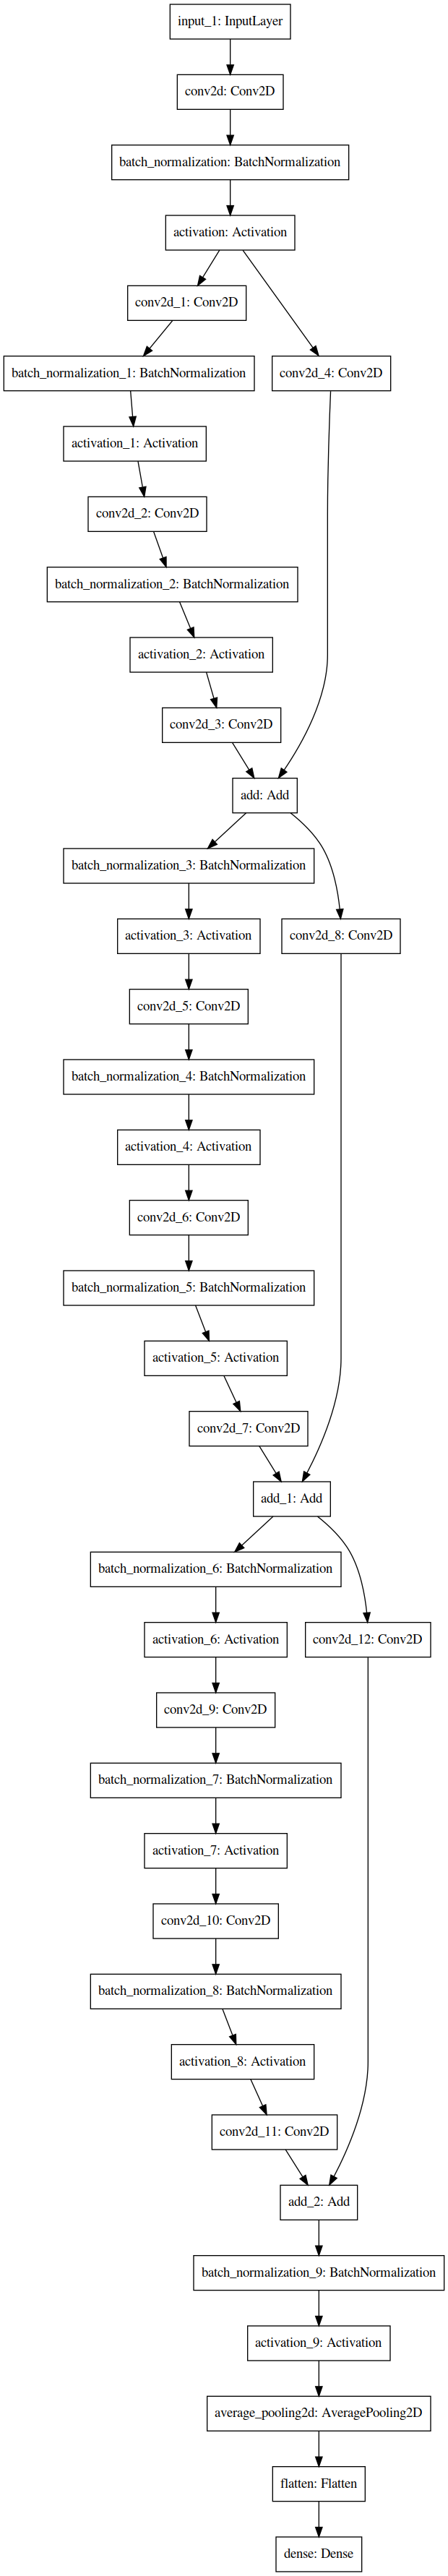 input_1: InputLayer
conv2d: Conv2D
batch_normalization: BatchNormalization
activation: Activation
conv2d_1: Conv2D
batch_normalization_1: BatchNormalization
conv2d_4: Conv2D
activation_1: Activation
conv2d_2: Conv2D
batch_normalization_2: BatchNormalization
activation_2: Activation
conv2d_3: Conv2D
add: Add
batch_normalization_3: BatchNormalization
activation_3: Activation
conv2d_8: Conv2D
conv2d_5: Conv2D
batch_normalization_4: BatchNormalization
activation_4: Activation
conv2d_6: Conv2D
batch_normalization_5: BatchNormalization
activation_5: Activation
conv2d_7: Conv2D
add_1: Add
batch_normalization_6: BatchNormalization
activation_6: Activation
conv2d_12: Conv2D
conv2d_9: Conv2D
batch_normalization_7: BatchNormalization
activation_7: Activation
conv2d_10: Conv2D
batch_normalization_8: BatchNormalization
activation_8: Activation
conv2d_11: Conv2D
add_2: Add
batch_normalization_9: BatchNormalization
activation_9: Activation
average_pooling2d: AveragePooling2D
flatten: Flatten
dense: Dense